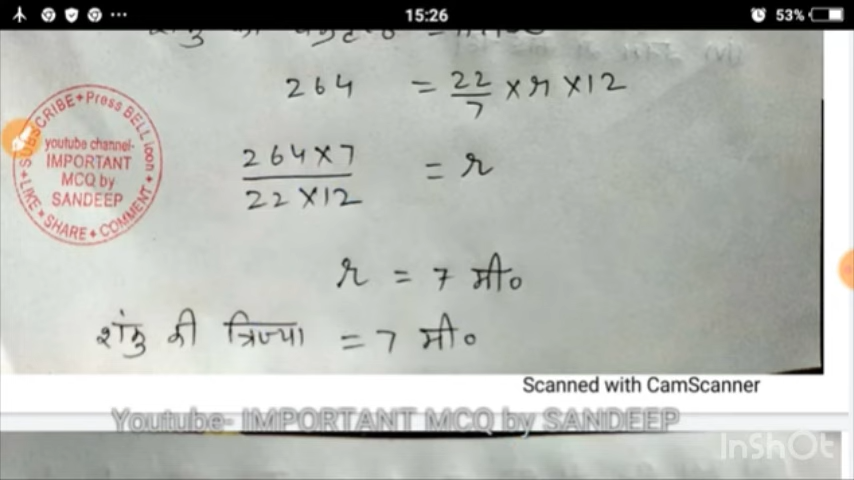 15:26
53%
264 = 22/7 × r × 12
264×7/22×12 = r
r = 7 मी०
शंकु की त्रिज्या = 7 मी०
SUBSCRIBE + Press BELL icon + LIKE × SHARE + COMMENT +
youtube channel-
IMPORTANT
MCQ by
SANDEEP
Scanned with CamScanner
Youtube- IMPORTANT MCQ by SANDEEP
InShOt